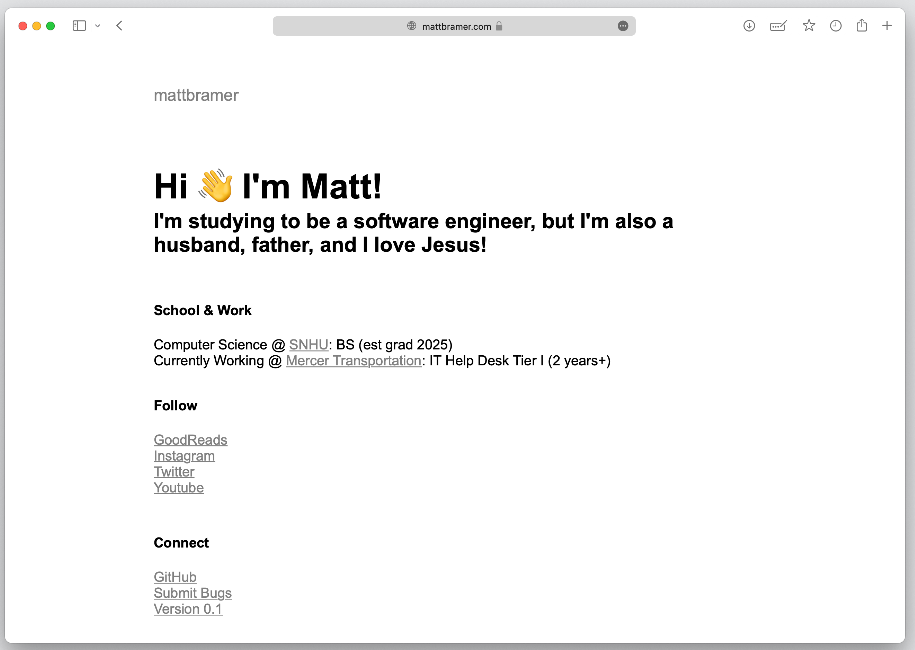 mattbramer.com
mattbramer
Hi 👋 I'm Matt!
I'm studying to be a software engineer, but I'm also a
husband, father, and I love Jesus!
School & Work
Computer Science @ SNHU: BS (est grad 2025)
Currently Working @ Mercer Transportation: IT Help Desk Tier I (2 years+)
Follow
GoodReads
Instagram
Twitter
Youtube
Connect
GitHub
Submit Bugs
Version 0.1